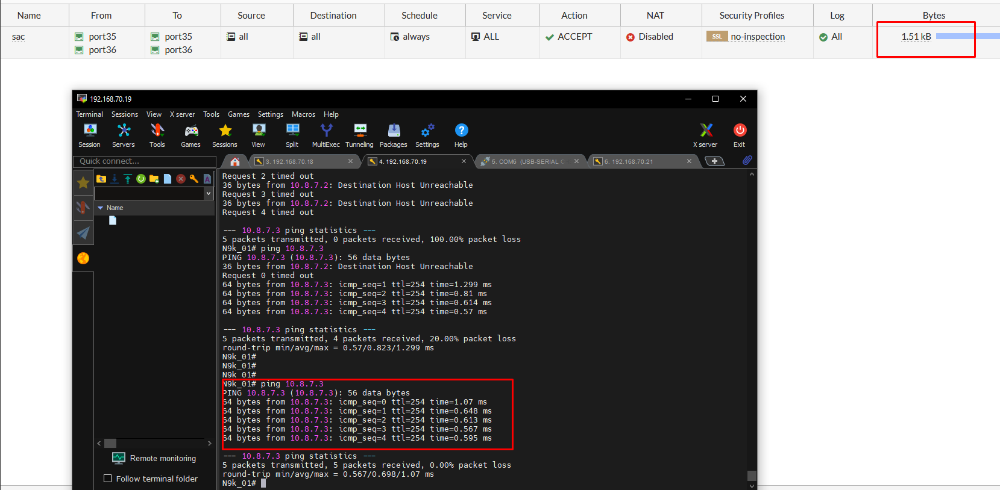 Name From To Source Destination Schedule Service Action NAT Security Profiles Log Bytes
sac port35 port35 all all always ALL ACCEPT Disabled SSL no-inspection All 1.51 kB
port36 port36
192.168.70.19
Terminal Sessions View X server Tools Games Settings Macros Help
Session Servers Tools Games Sessions View Split MultiExec Tunneling Packages Settings Help X server Exit
Quick connect... 3. 192.168.70.18 4. 192.168.70.19 5. COM6 (USB-SERIAL 6. 192.168.70.21
Name
Request 2 timed out
36 bytes from 10.8.7.2: Destination Host Unreachable
Request 3 timed out
36 bytes from 10.8.7.2: Destination Host Unreachable
Request 4 timed out
--- 10.8.7.3 ping statistics ---
5 packets transmitted, 0 packets received, 100.00% packet loss
N9k_01# ping 10.8.7.3
PING 10.8.7.3 (10.8.7.3): 56 data bytes
36 bytes from 10.8.7.2: Destination Host Unreachable
Request 0 timed out
64 bytes from 10.8.7.3: icmp_seq=1 ttl=254 time=1.299 ms
64 bytes from 10.8.7.3: icmp_seq=2 ttl=254 time=0.81 ms
64 bytes from 10.8.7.3: icmp_seq=3 ttl=254 time=0.614 ms
64 bytes from 10.8.7.3: icmp_seq=4 ttl=254 time=0.57 ms
--- 10.8.7.3 ping statistics ---
5 packets transmitted, 4 packets received, 20.00% packet loss
round-trip min/avg/max = 0.57/0.823/1.299 ms
N9k_01#
N9k_01#
N9k_01#
N9k_01# ping 10.8.7.3
PING 10.8.7.3 (10.8.7.3): 56 data bytes
64 bytes from 10.8.7.3: icmp_seq=0 ttl=254 time=1.07 ms
64 bytes from 10.8.7.3: icmp_seq=1 ttl=254 time=0.648 ms
64 bytes from 10.8.7.3: icmp_seq=2 ttl=254 time=0.613 ms
64 bytes from 10.8.7.3: icmp_seq=3 ttl=254 time=0.567 ms
64 bytes from 10.8.7.3: icmp_seq=4 ttl=254 time=0.595 ms
--- 10.8.7.3 ping statistics ---
5 packets transmitted, 5 packets received, 0.00% packet loss
round-trip min/avg/max = 0.567/0.698/1.07 ms
N9k_01#
Remote monitoring
Follow terminal folder